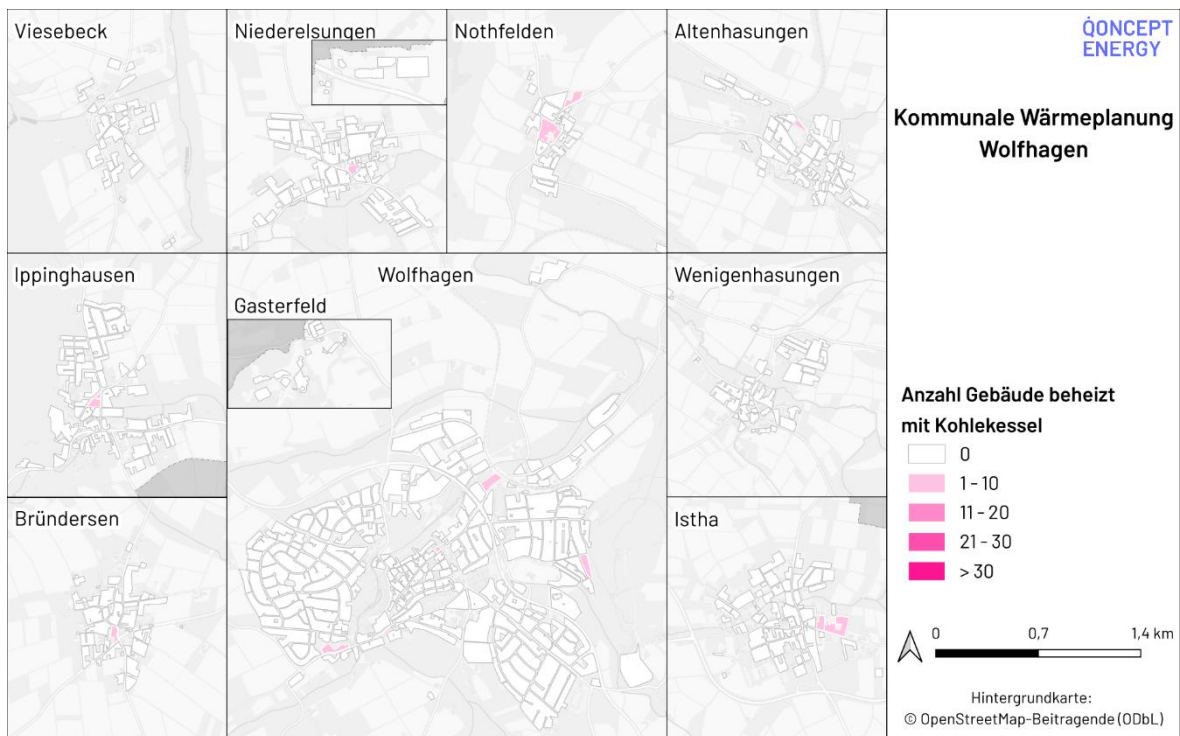 Viesebeck
Niederelsungen
Nothfelden
Altenhasungen
QONCEPT
ENERGY
Kommunale Wärmeplanung
Wolfhagen
Ippinghausen
Wolfhagen
Wenigenhasungen
Gasterfeld
Bründersen
Istha
Anzahl Gebäude beheizt
mit Kohlekessel
0
1 - 10
11 - 20
21 - 30
> 30
0 0,7 1,4 km
Hintergrundkarte:
© OpenStreetMap-Beitragende (ODbL)